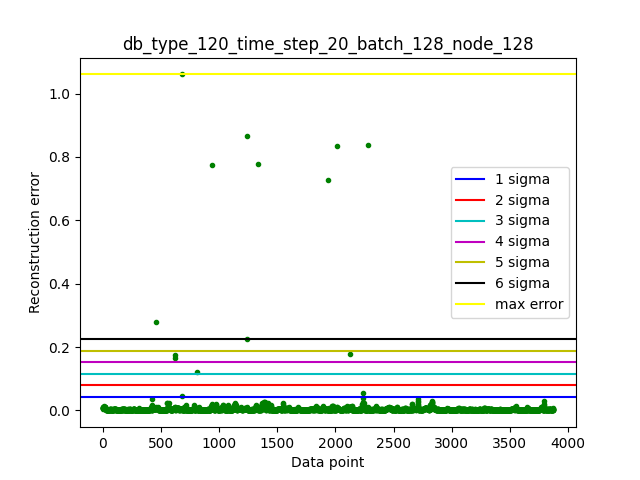 db_type_120_time_step_20_batch_128_node_128
Reconstruction error
1.0
0.8
0.6
0.4
0.2
0.0
1 sigma
2 sigma
3 sigma
4 sigma
5 sigma
6 sigma
max error
0 500 1000 1500 2000 2500 3000 3500 4000
Data point